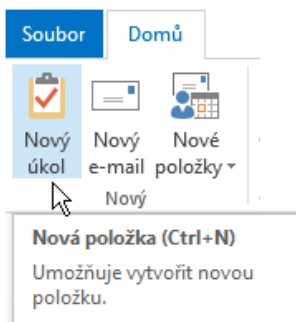 Soubor Domů
Nový úkol
Nový e-mail
Nové položky
Nový
Nová položka (Ctrl+N)
Umožňuje vytvořit novou
položku.